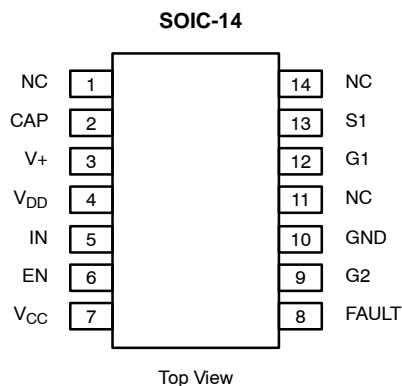 SOIC-14
NC 1 14 NC
CAP 2 13 S1
V+ 3 12 G1
VDD 4 11 NC
IN 5 10 GND
EN 6 9 G2
VCC 7 8 FAULT
Top View